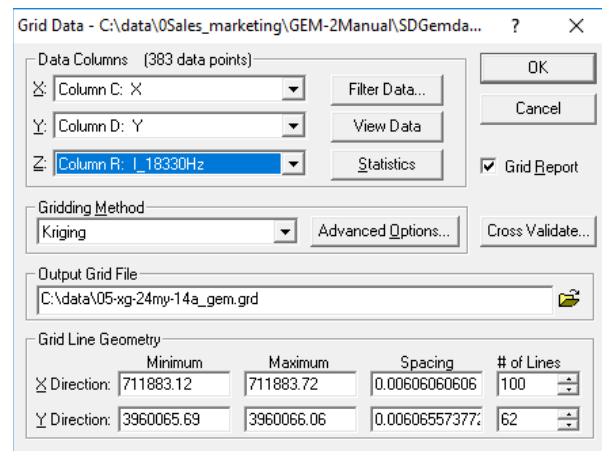 Grid Data - C:\data\0Sales_marketing\GEM-2Manual\SDGemda... ? ×
Data Columns (383 data points)
X: Column C: X
Filter Data...
Y: Column D: Y
View Data
Z: Column R: I_18330Hz
Statistics
OK
Cancel
Grid Report
Gridding Method
Kriging
Advanced Options...
Cross Validate...
Output Grid File
C:\data\05-xg-24my-14a_gem.grd
Grid Line Geometry
Minimum Maximum Spacing # of Lines
X Direction: 711883.12 711883.72 0.00606060606 100
Y Direction: 3960065.69 3960066.06 0.00606557377 62